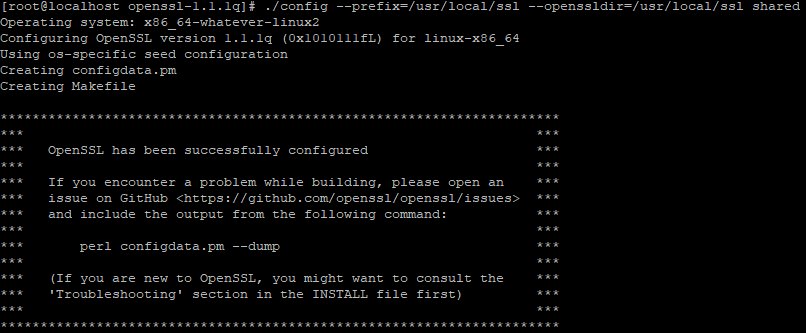 [root@localhost openssl-1.1.1q]# ./config --prefix=/usr/local/ssl --openssldir=/usr/local/ssl shared
Operating system: x86_64-whatever-linux2
Configuring OpenSSL version 1.1.1q (0x1010111fL) for linux-x86_64
Using os-specific seed configuration
Creating configdata.pm
Creating Makefile

**********************************************************************
***                                                                ***
***   OpenSSL has been successfully configured                     ***
***                                                                ***
***   If you encounter a problem while building, please open an    ***
***   issue on GitHub <https://github.com/openssl/openssl/issues>  ***
***   and include the output from the following command:           ***
***                                                                ***
***       perl configdata.pm --dump                                ***
***                                                                ***
***   (If you are new to OpenSSL, you might want to consult the    ***
***   'Troubleshooting' section in the INSTALL file first)         ***
***                                                                ***
**********************************************************************